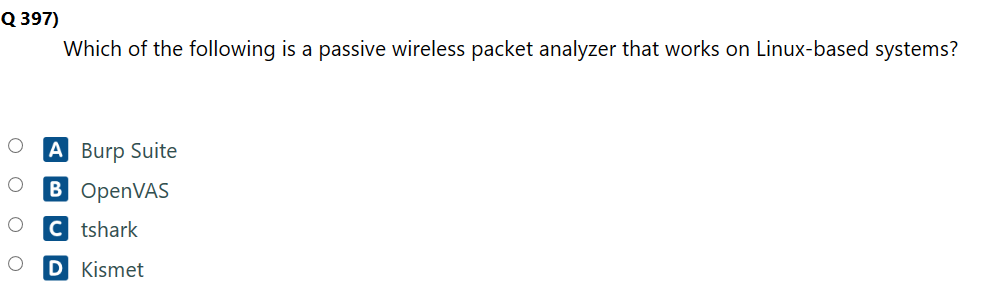 Q 397)
Which of the following is a passive wireless packet analyzer that works on Linux-based systems?
A Burp Suite
B OpenVAS
C tshark
D Kismet